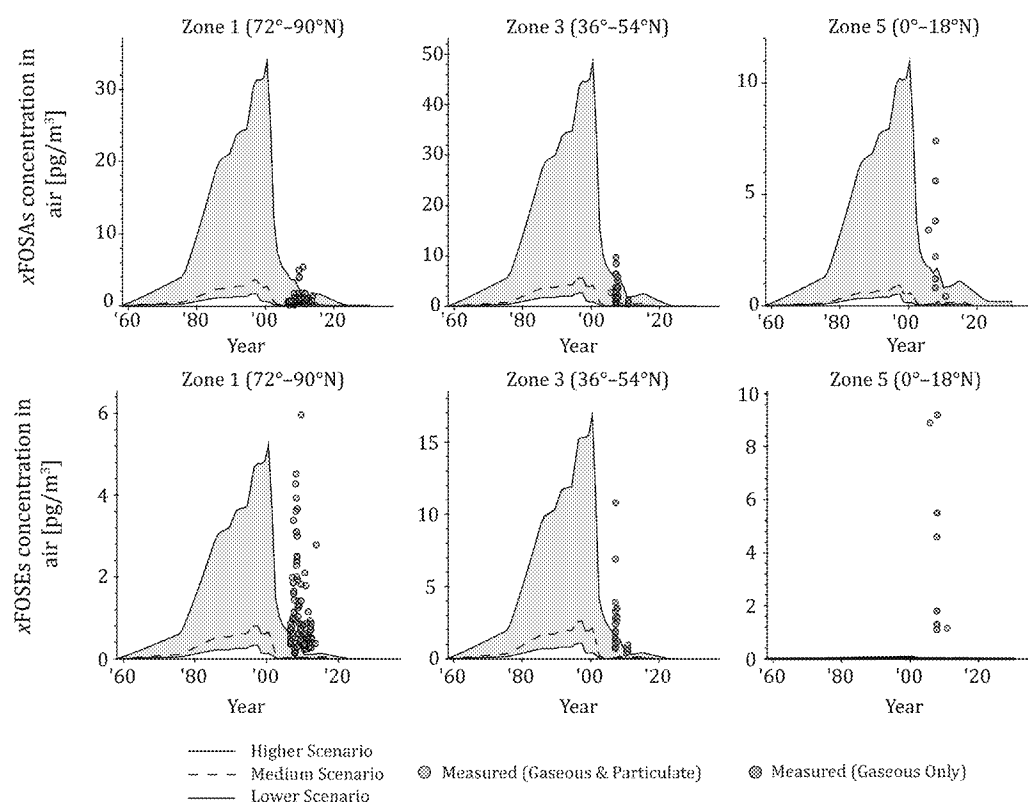 Zone 1 (72°–90°N)
Zone 3 (36°–54°N)
Zone 5 (0°–18°N)
xFOSAs concentration in
air [pg/m³]
30
20
10
0
'60
'80
'00
'20
Year
50
40
30
20
10
0
'60
'80
'00
'20
Year
10
5
0
'60
'80
'00
'20
Year
Zone 1 (72°–90°N)
Zone 3 (36°–54°N)
Zone 5 (0°–18°N)
xFOSEs concentration in
air [pg/m³]
6
4
2
0
'60
'80
'00
'20
Year
15
10
5
0
'60
'80
'00
'20
Year
10
8
6
4
2
0
'60
'80
'00
'20
Year
Higher Scenario
Medium Scenario
Lower Scenario
Measured (Gaseous & Particulate)
Measured (Gaseous Only)